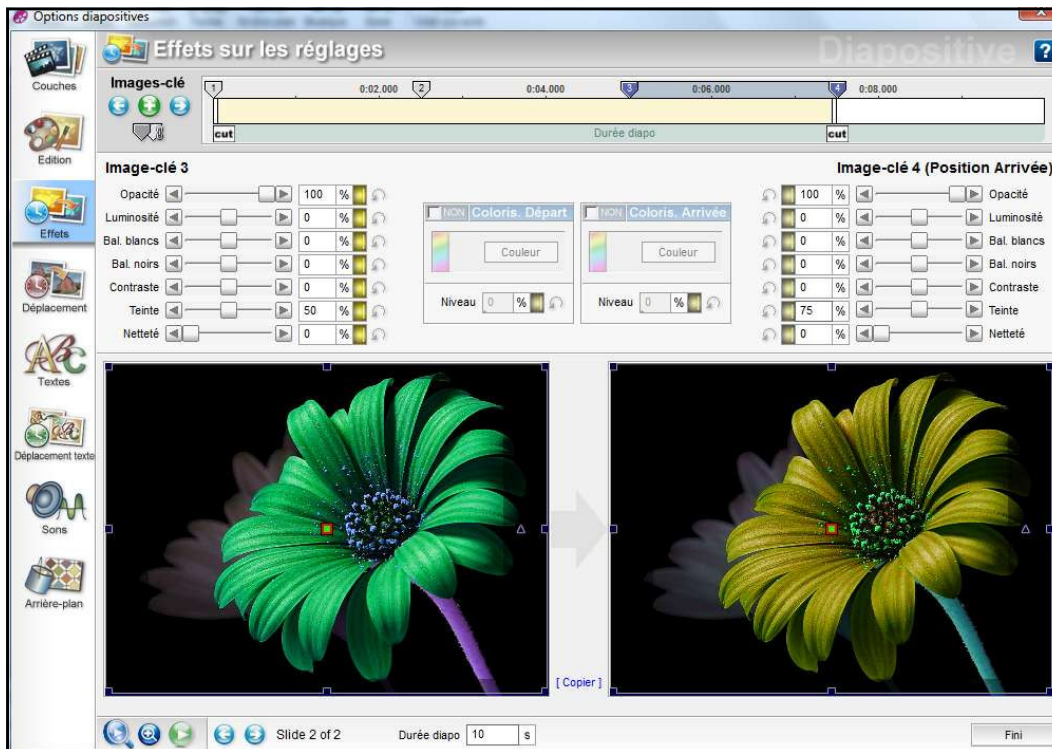 Options diapositives
Effets sur les réglages
Diapositive
?
Couches
Edition
Effets
Déplacement
Textes
Déplacement texte
Sons
Arrière-plan
Images-clé
1 0:02.000 2 0:04.000 3 0:06.000 4 0:08.000
cut Durée diapo cut
Image-clé 3
Opacité 100 %
Luminosité 0 %
Bal. blancs 0 %
Bal. noirs 0 %
Contraste 0 %
Teinte 50 %
Netteté 0 %
NON Coloris. Départ
Couleur
Niveau 0 %
NON Coloris. Arrivée
Couleur
Niveau 0 %
Image-clé 4 (Position Arrivée)
100 % Opacité
0 % Luminosité
0 % Bal. blancs
0 % Bal. noirs
0 % Contraste
75 % Teinte
0 % Netteté
[ Copier ]
Slide 2 of 2
Durée diapo 10 s
Fini